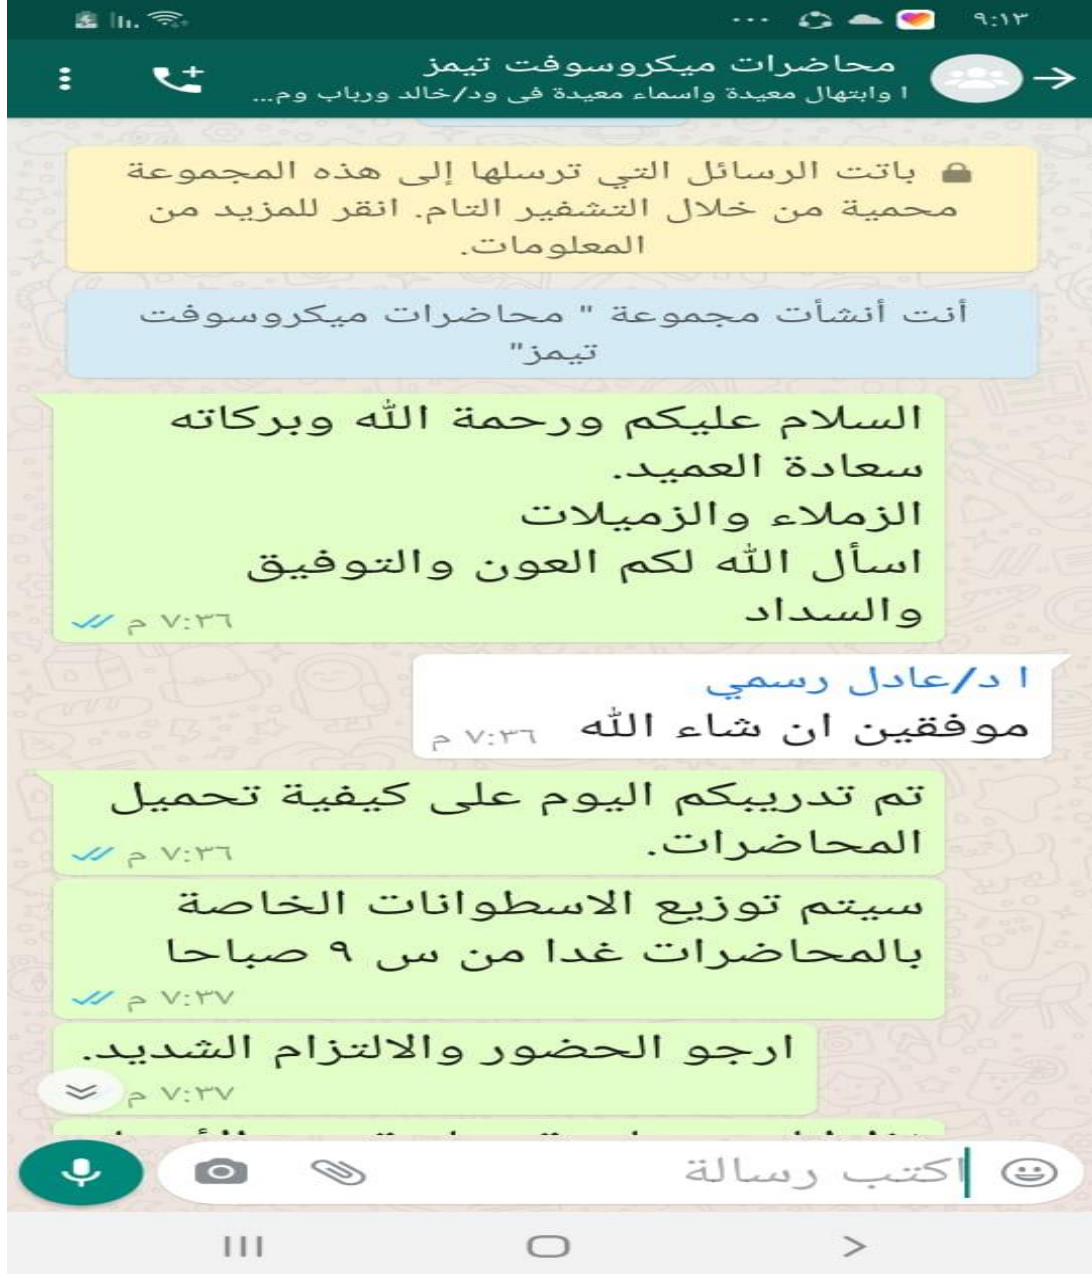 ٩:١٣
محاضرات ميكروسوفت تيمز
ا وابتهال معيدة واسماء معيدة فى ود/خالد ورباب وم...
باتت الرسائل التي ترسلها إلى هذه المجموعة
محمية من خلال التشفير التام. انقر للمزيد من
المعلومات.
أنت أنشأت مجموعة " محاضرات ميكروسوفت
تيمز"
السلام عليكم ورحمة الله وبركاته
سعادة العميد.
الزملاء والزميلات
اسأل الله لكم العون والتوفيق
والسداد
٧:٣٦ م
ا د/عادل رسمي
موفقين ان شاء الله
٧:٣٦ م
تم تدريبكم اليوم على كيفية تحميل
المحاضرات.
٧:٣٦ م
سيتم توزيع الاسطوانات الخاصة
بالمحاضرات غدا من س ٩ صباحا
٧:٣٧ م
ارجو الحضور والالتزام الشديد.
٧:٣٧ م
اكتب رسالة